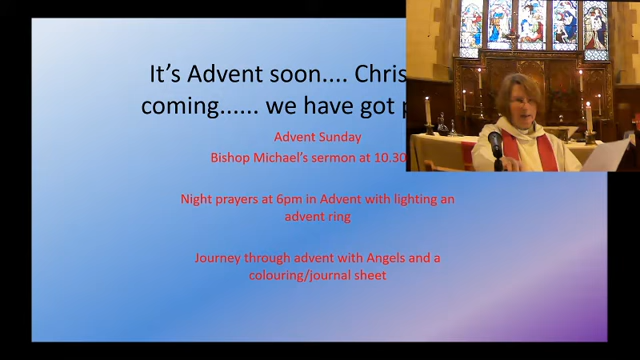 It's Advent soon.... Chris
coming...... we have got
Advent Sunday
Bishop Michael's sermon at 10.30
Night prayers at 6pm in Advent with lighting an
advent ring
Journey through advent with Angels and a
colouring/journal sheet